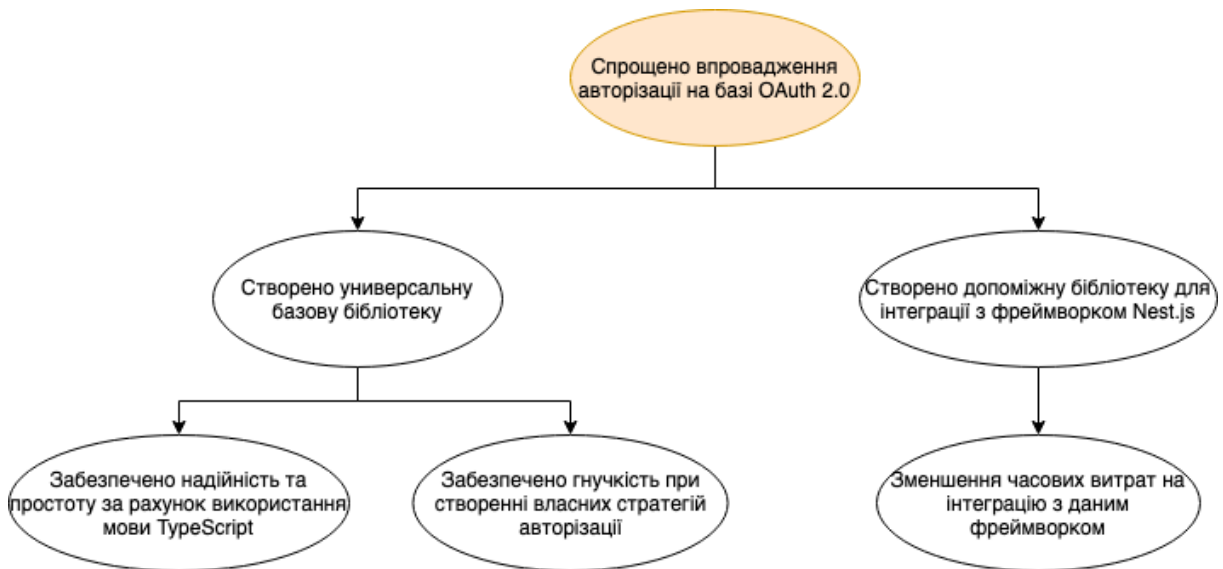 Спрощено впровадження
авторізації на базі OAuth 2.0
Створено универсальну
базову бібліотеку
Створено допоміжну бібліотеку для
інтеграції з фреймворком Nest.js
Забезпечено надійність та
простоту за рахунок використання
мови TypeScript
Забезпечено гнучкість при
створенні власних стратегій
авторізації
Зменшення часових витрат на
інтеграцію з даним
фреймворком